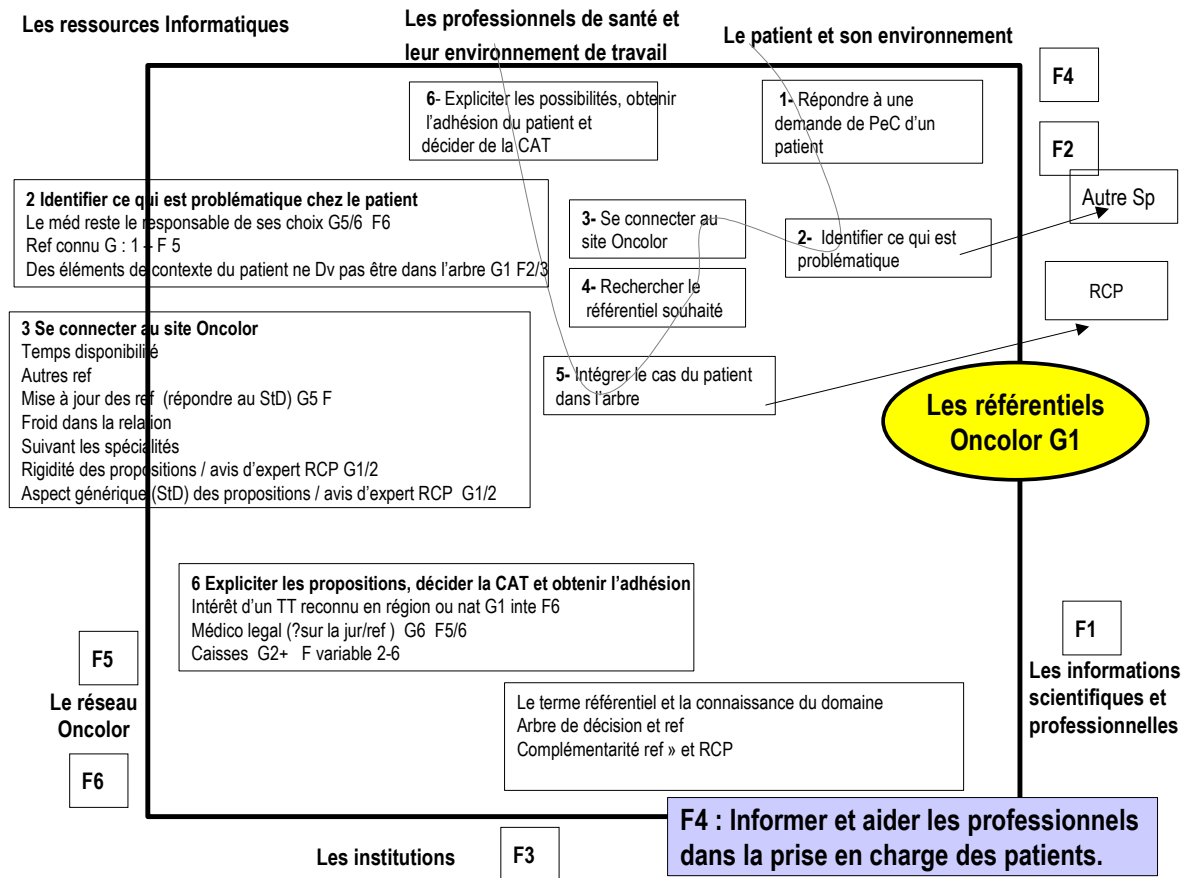 Les ressources Informatiques
Les professionnels de santé et
leur environnement de travail
Le patient et son environnement
F4
F2
6- Expliciter les possibilités, obtenir
l'adhésion du patient et
décider de la CAT
1- Répondre à une
demande de PeC d'un
patient
Autre Sp
2 Identifier ce qui est problématique chez le patient
Le méd reste le responsable de ses choix G5/6 F6
Ref connu G : 1 – F 5
Des éléments de contexte du patient ne Dv pas être dans l'arbre G1 F2/3
3- Se connecter au
site Oncolor
2- Identifier ce qui est
problématique
4- Rechercher le
référentiel souhaité
RCP
3 Se connecter au site Oncolor
Temps disponibilité
Autres ref
Mise à jour des ref (répondre au StD) G5 F
Froid dans la relation
Suivant les spécialités
Rigidité des propositions / avis d'expert RCP G1/2
Aspect générique (StD) des propositions / avis d'expert RCP G1/2
5- Intégrer le cas du patient
dans l'arbre
Les référentiels
Oncolor G1
6 Expliciter les propositions, décider la CAT et obtenir l'adhésion
Intérêt d'un TT reconnu en région ou nat G1 inte F6
Médico legal (?sur la jur/ref ) G6 F5/6
Caisses G2+ F variable 2-6
F5
Le réseau
Oncolor
F6
F1
Les informations
scientifiques et
professionnelles
Le terme référentiel et la connaissance du domaine
Arbre de décision et ref
Complémentarité ref » et RCP
F4 : Informer et aider les professionnels
dans la prise en charge des patients.
Les institutions
F3